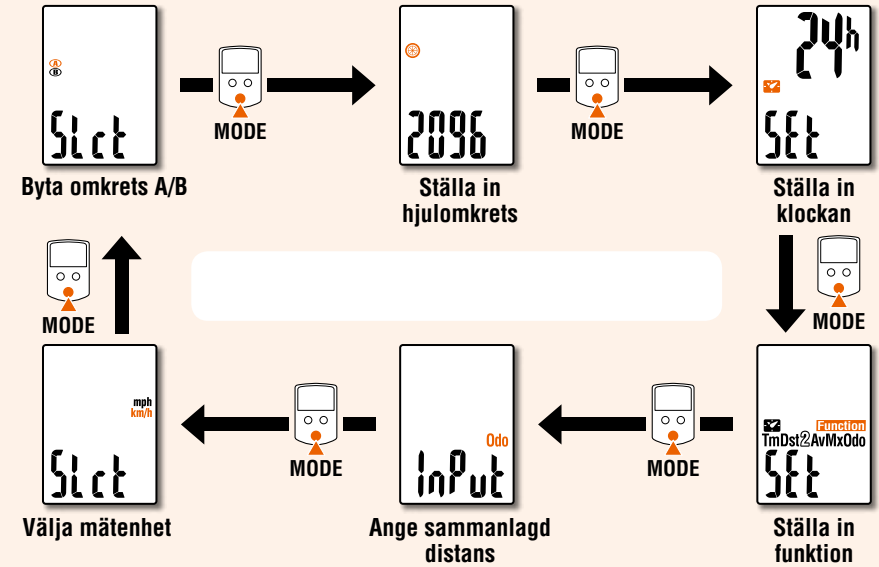 A
B
Slct
Byta omkrets A/B
MODE
2096
Ställa in
hjulomkrets
MODE
24h
SEt
Ställa in
klockan
MODE
Function
TmDst2AvMxOdo
SEt
Ställa in
funktion
MODE
Odo
InPut
Ange sammanlagd
distans
MODE
mph
km/h
Slct
Välja mätenhet
MODE